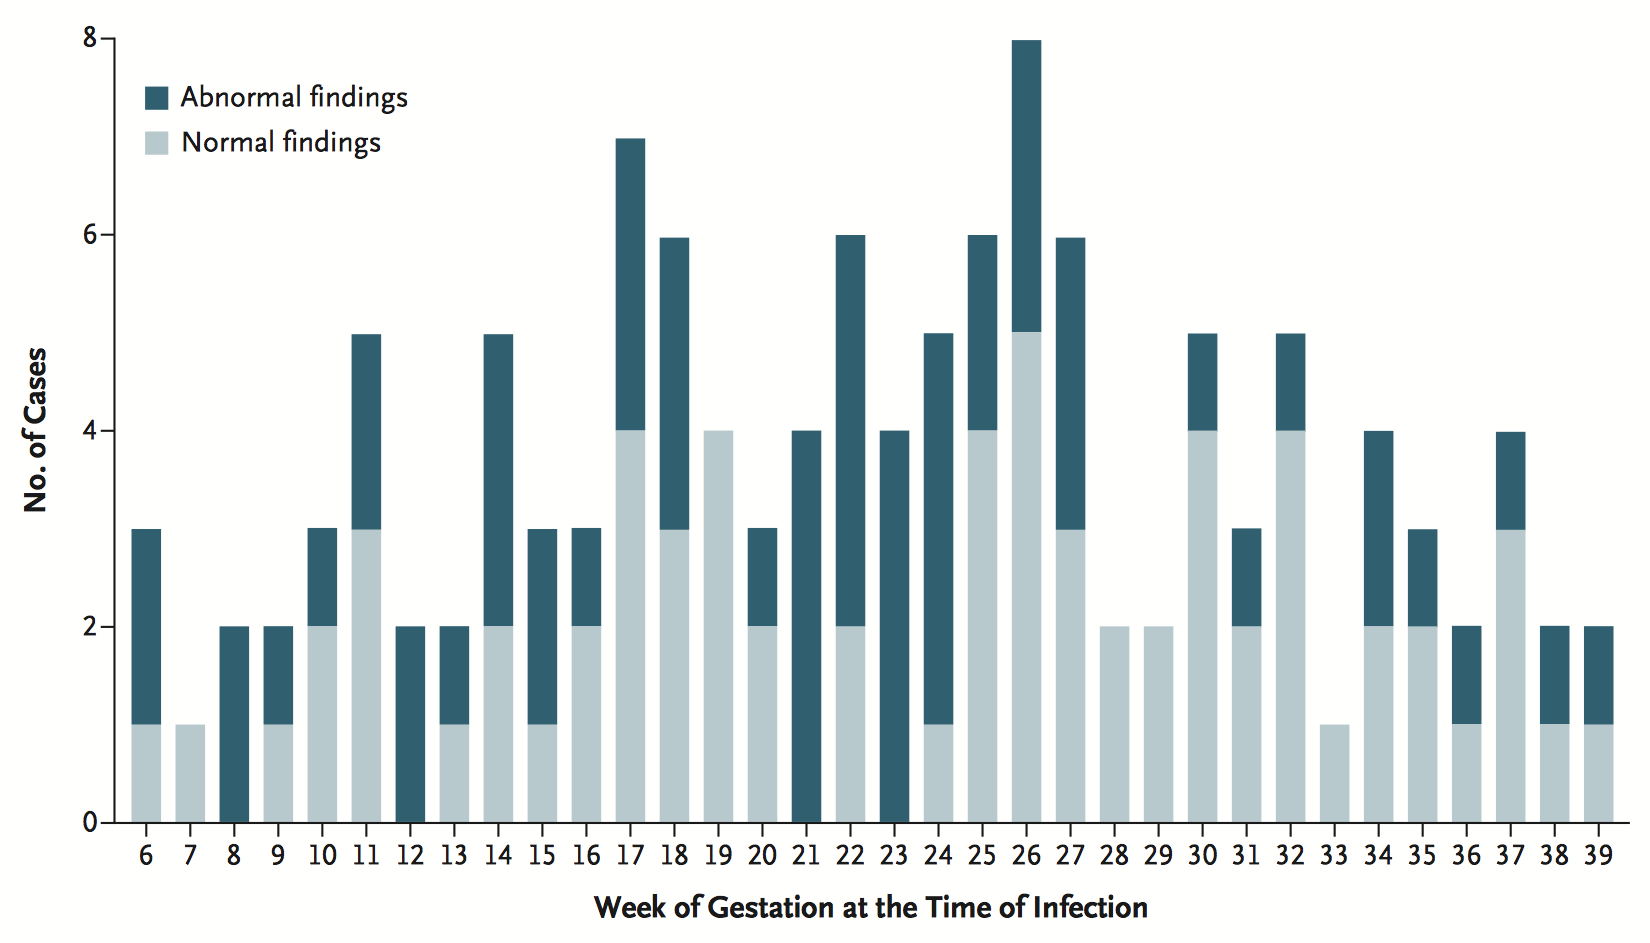 8
Abnormal findings
Normal findings
6
4
2
0
No. of Cases
6 7 8 9 10 11 12 13 14 15 16 17 18 19 20 21 22 23 24 25 26 27 28 29 30 31 32 33 34 35 36 37 38 39
Week of Gestation at the Time of Infection